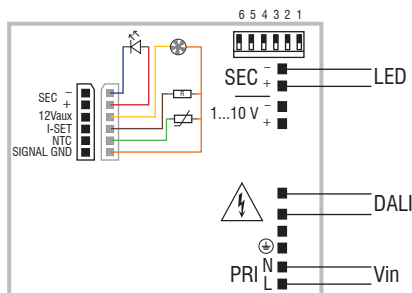 6 5 4 3 2 1
SEC − +
12Vaux
I-SET
NTC
SIGNAL GND
R
SEC − +
LED
1...10 V − +
DALI
PRI N L
Vin